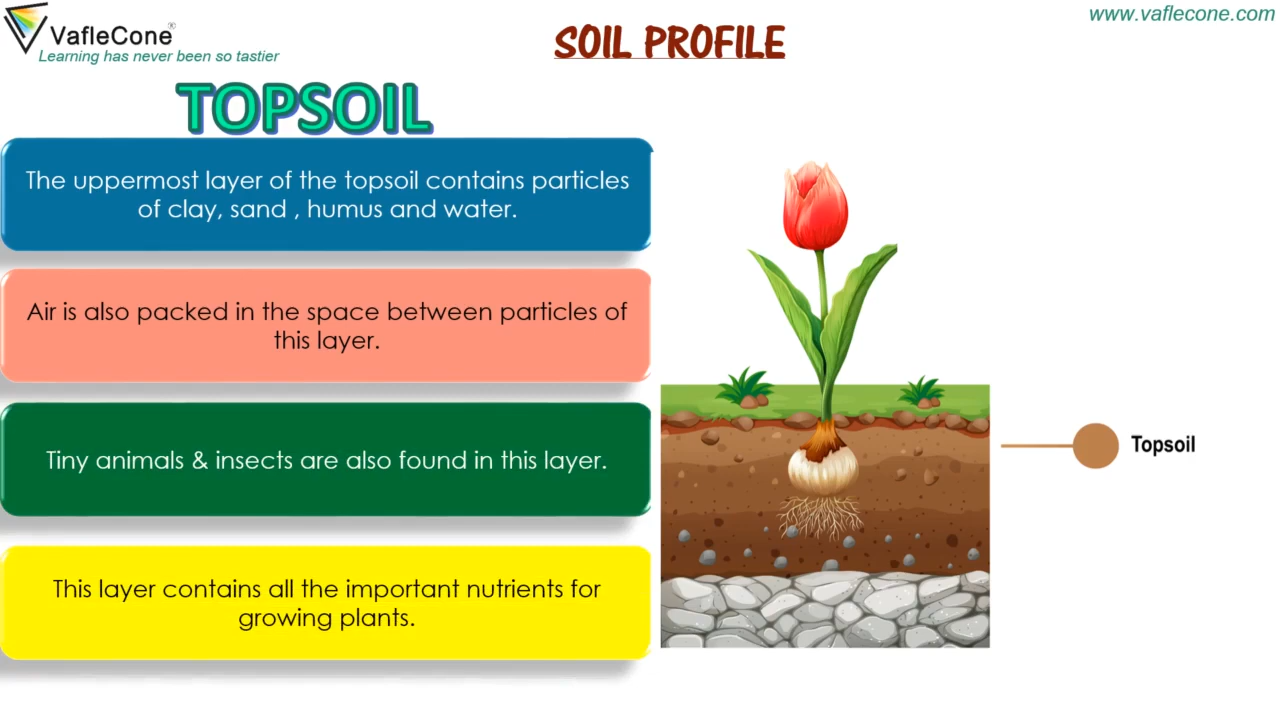 VafleCone®
Learning has never been so tastier
SOIL PROFILE
www.vaflecone.com
TOPSOIL
The uppermost layer of the topsoil contains particles
of clay, sand , humus and water.
Air is also packed in the space between particles of
this layer.
Tiny animals & insects are also found in this layer.
This layer contains all the important nutrients for
growing plants.
Topsoil